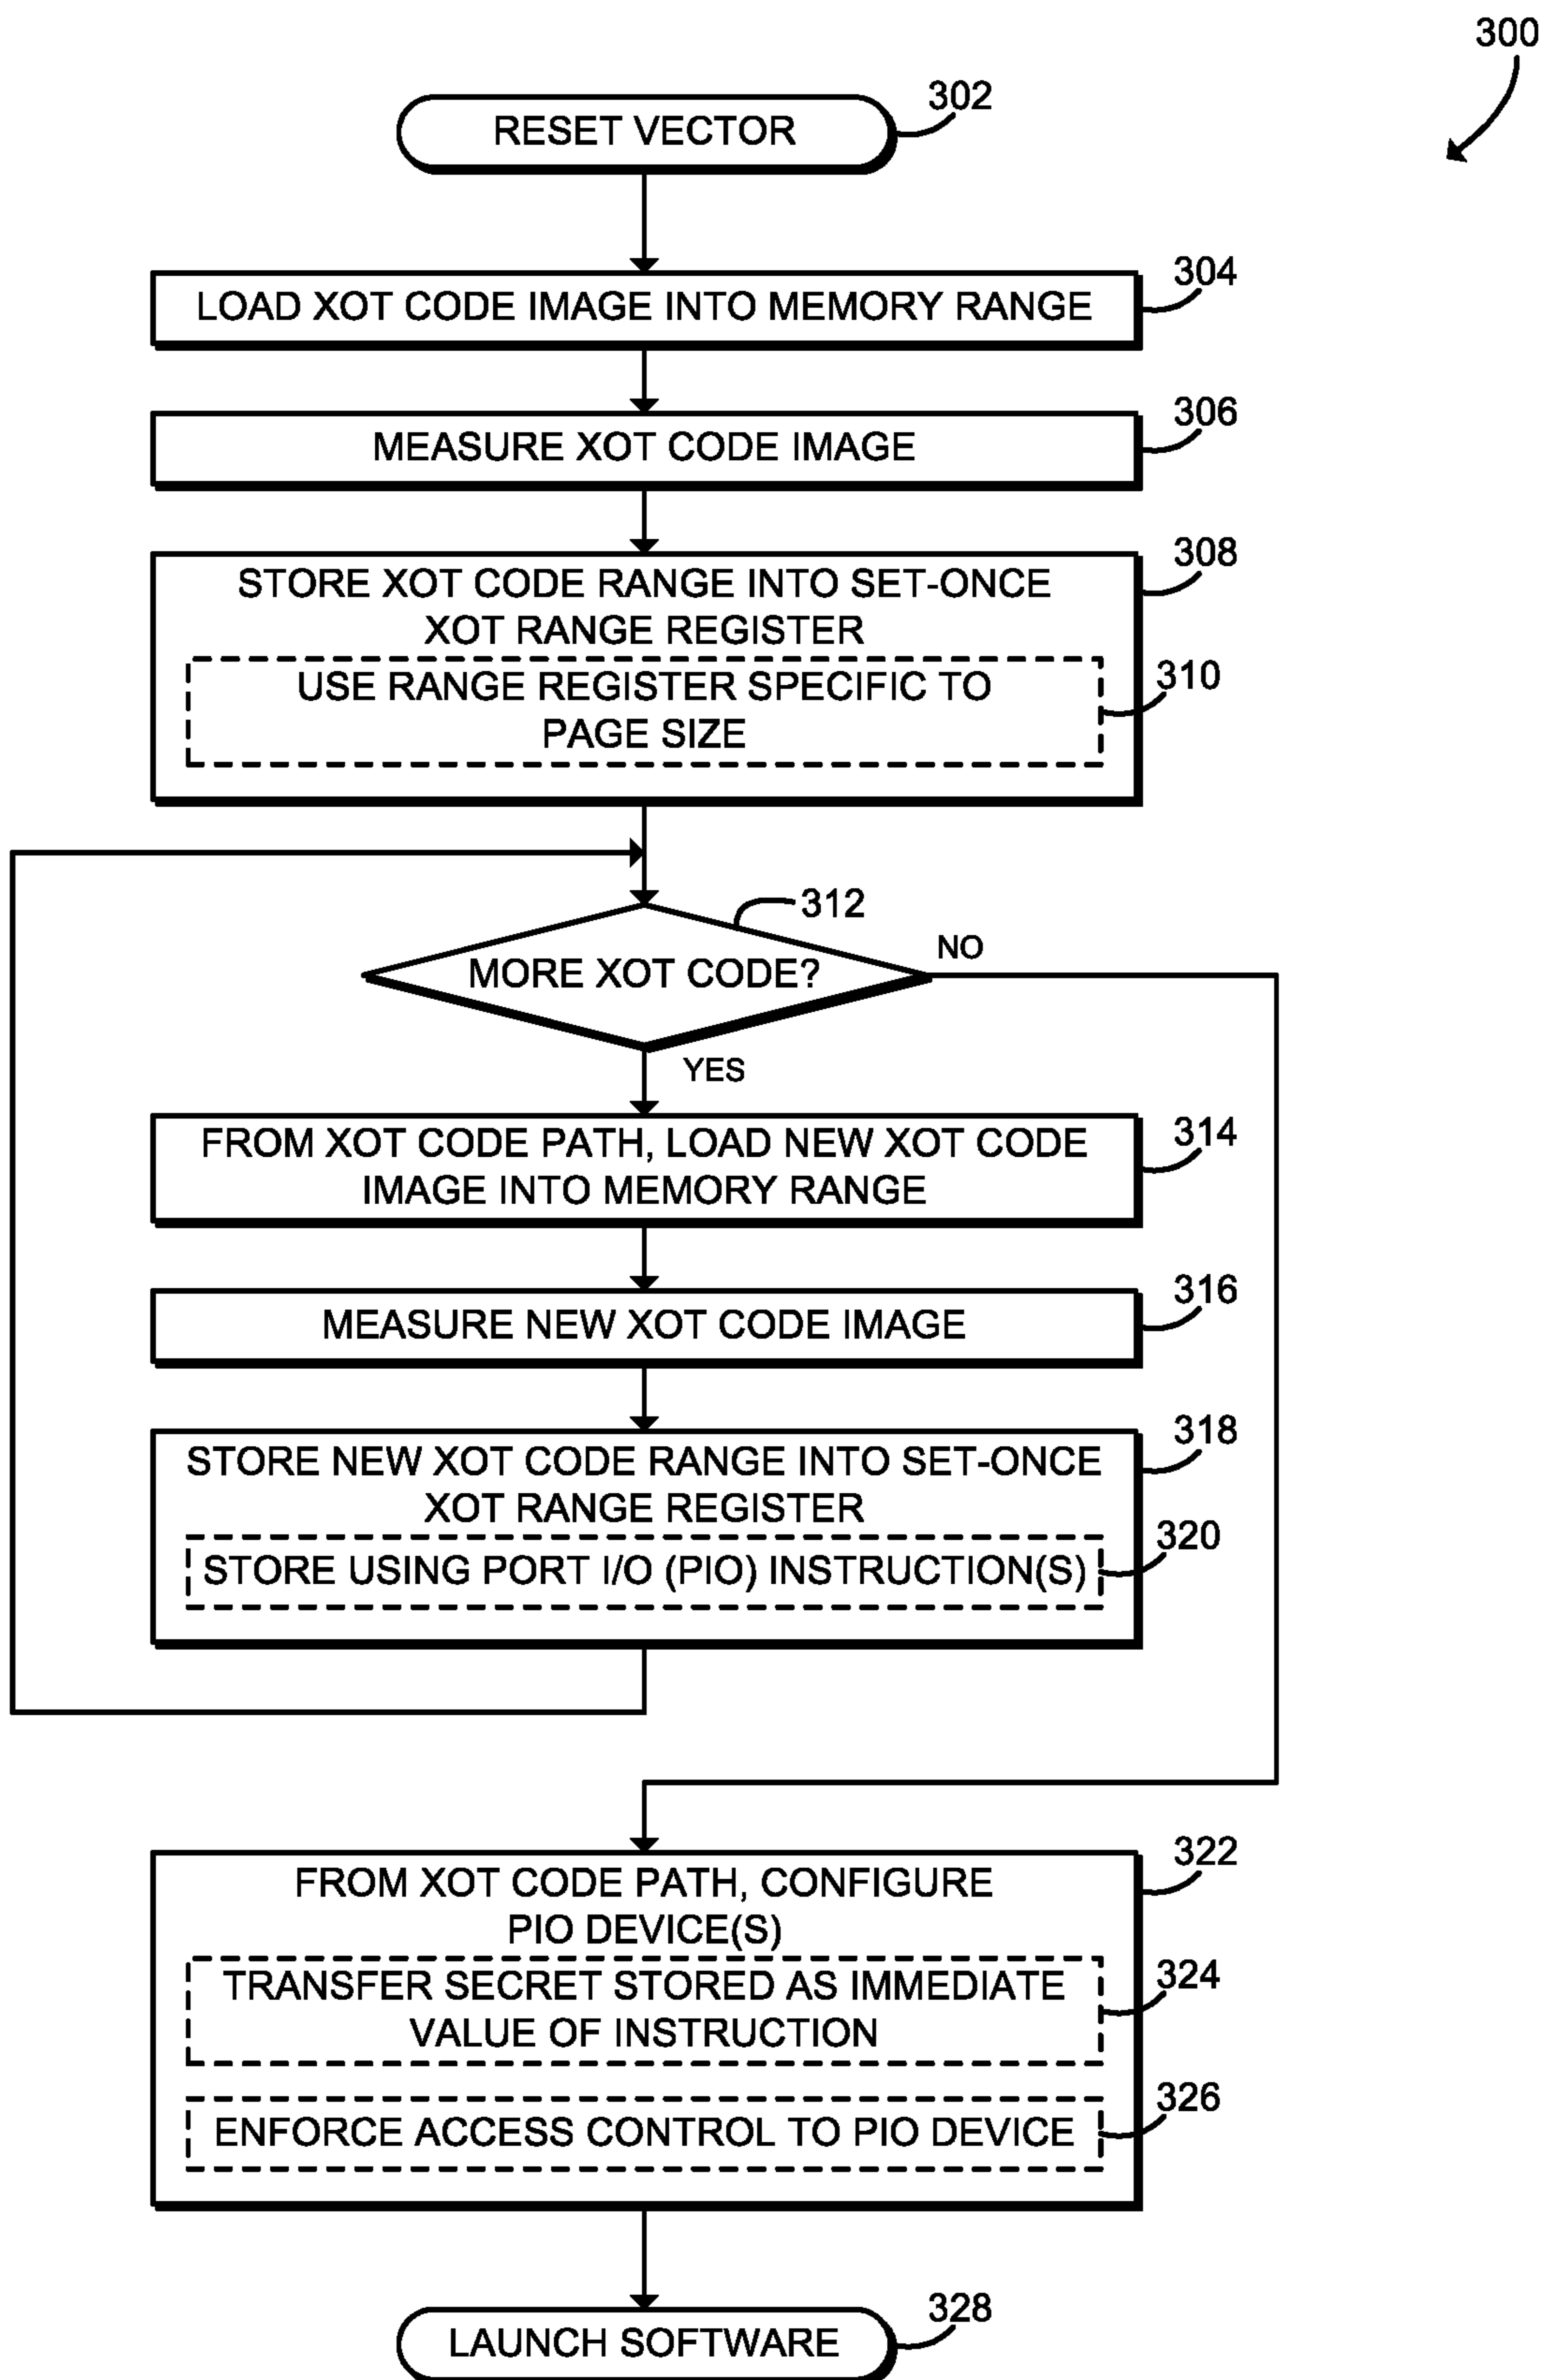 300
302
RESET VECTOR
304
LOAD XOT CODE IMAGE INTO MEMORY RANGE
306
MEASURE XOT CODE IMAGE
308
STORE XOT CODE RANGE INTO SET-ONCE
XOT RANGE REGISTER
310
USE RANGE REGISTER SPECIFIC TO
PAGE SIZE
312
MORE XOT CODE?
NO
YES
314
FROM XOT CODE PATH, LOAD NEW XOT CODE
IMAGE INTO MEMORY RANGE
316
MEASURE NEW XOT CODE IMAGE
318
STORE NEW XOT CODE RANGE INTO SET-ONCE
XOT RANGE REGISTER
320
STORE USING PORT I/O (PIO) INSTRUCTION(S)
322
FROM XOT CODE PATH, CONFIGURE
PIO DEVICE(S)
324
TRANSFER SECRET STORED AS IMMEDIATE
VALUE OF INSTRUCTION
326
ENFORCE ACCESS CONTROL TO PIO DEVICE
328
LAUNCH SOFTWARE